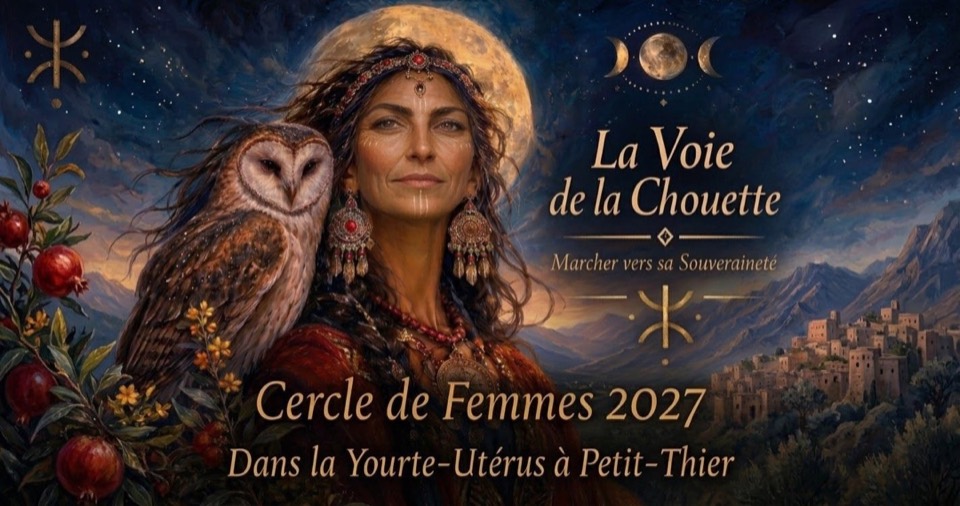 La Voie
de la Chouette
Marcher vers sa Souveraineté
Cercle de Femmes 2027
Dans la Yourte-Utérus à Petit-Thier